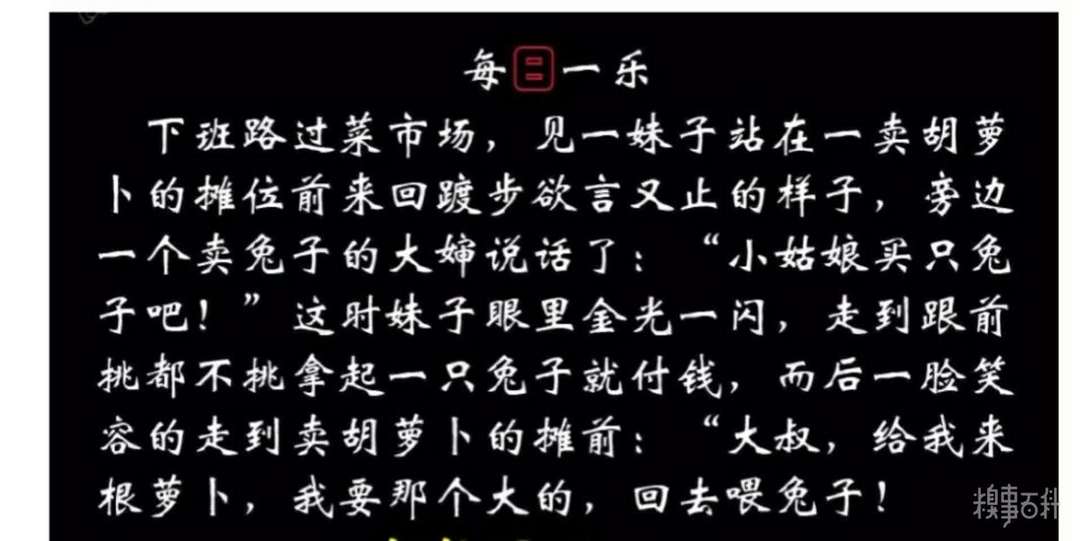 每日一乐
下班路过菜市场，见一妹子站在一卖胡萝
卜的摊位前来回踱步欲言又止的样子，旁边
一个卖兔子的大婶说话了：“小姑娘买只兔
子吧！”这时妹子眼里金光一闪，走到跟前
挑都不挑拿起一只兔子就付钱，而后一脸笑
容的走到卖胡萝卜的摊前：“大叔，给我来
根萝卜，我要那个大的，回去喂兔子！
糗事百科